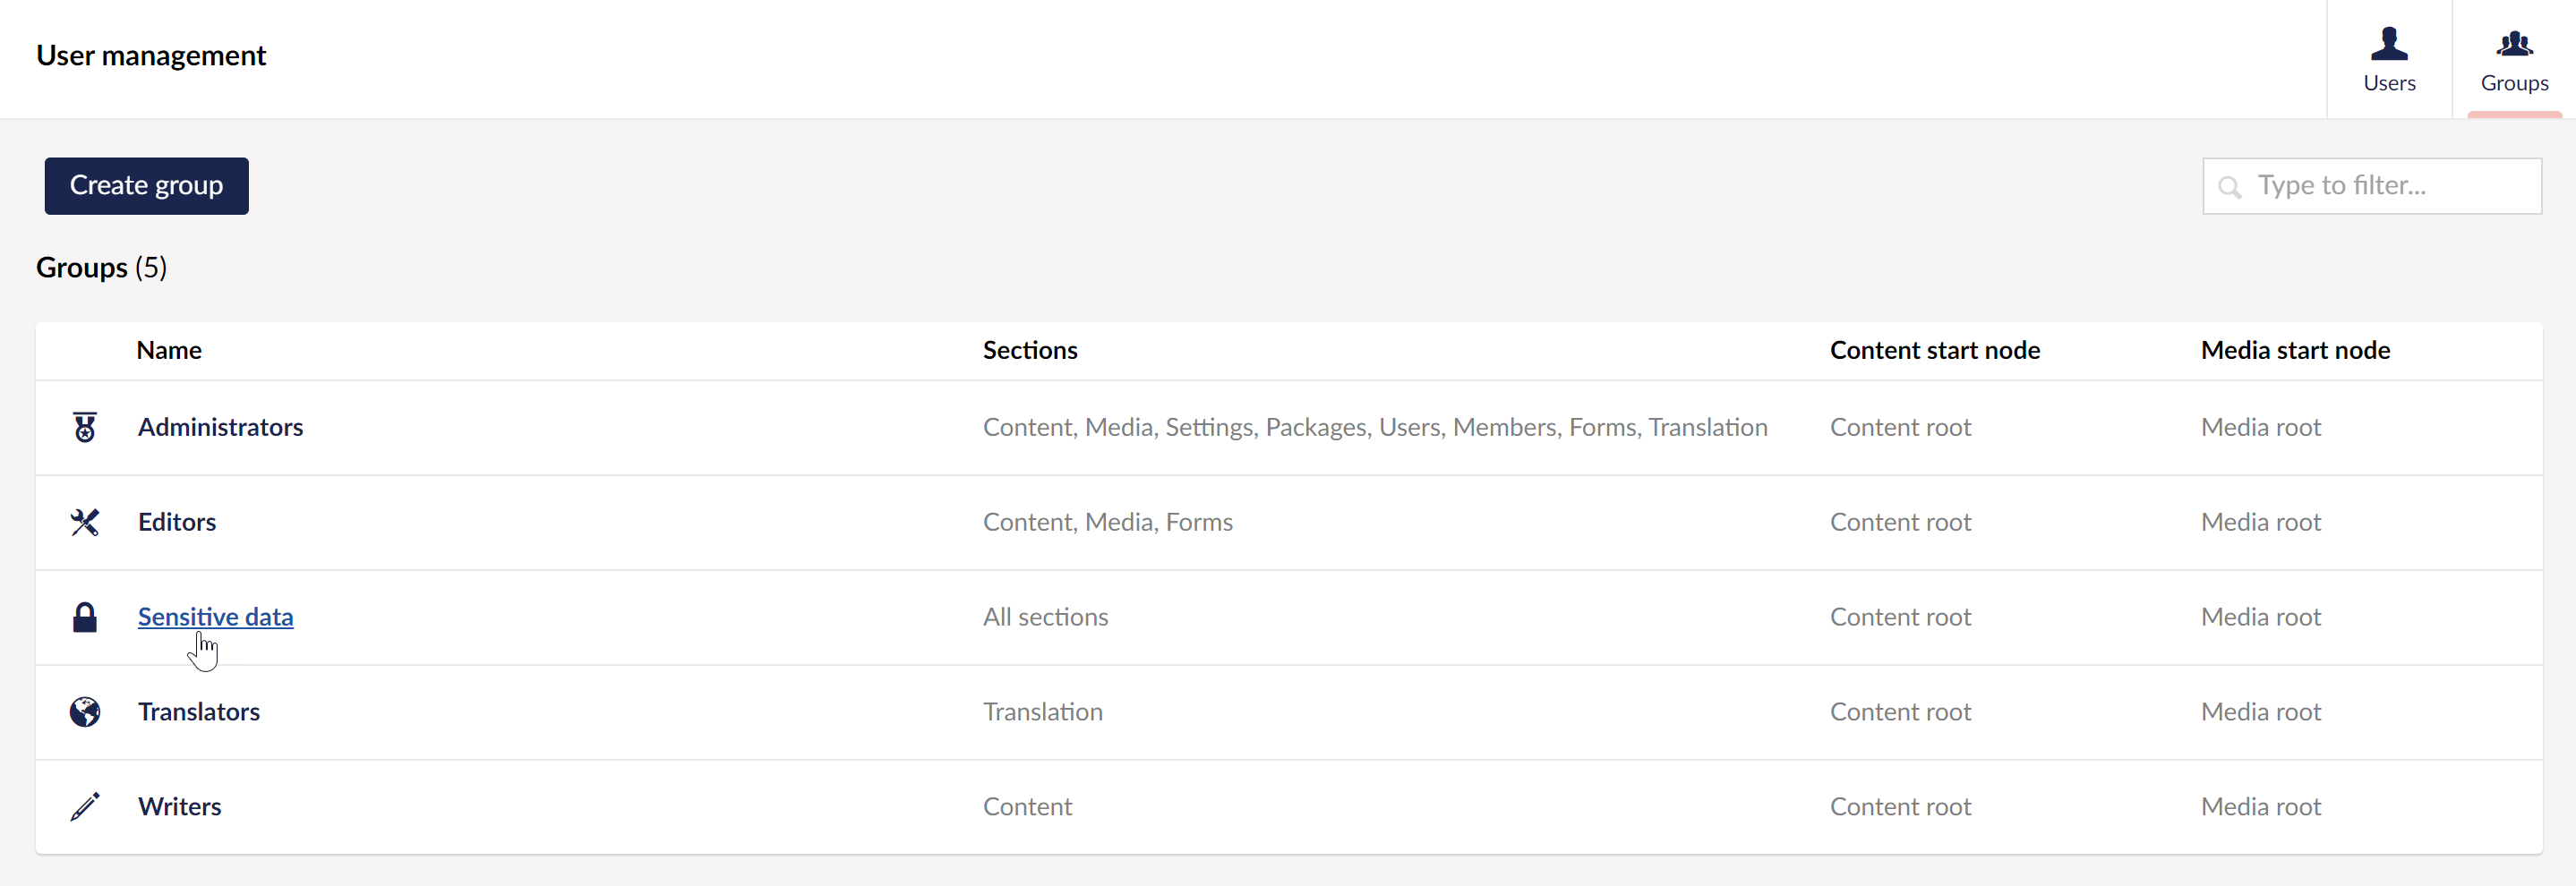 User management
Users
Groups
Create group
Type to filter...
Groups (5)
Name Sections Content start node Media start node
Administrators Content, Media, Settings, Packages, Users, Members, Forms, Translation Content root Media root
Editors Content, Media, Forms Content root Media root
Sensitive data All sections Content root Media root
Translators Translation Content root Media root
Writers Content Content root Media root